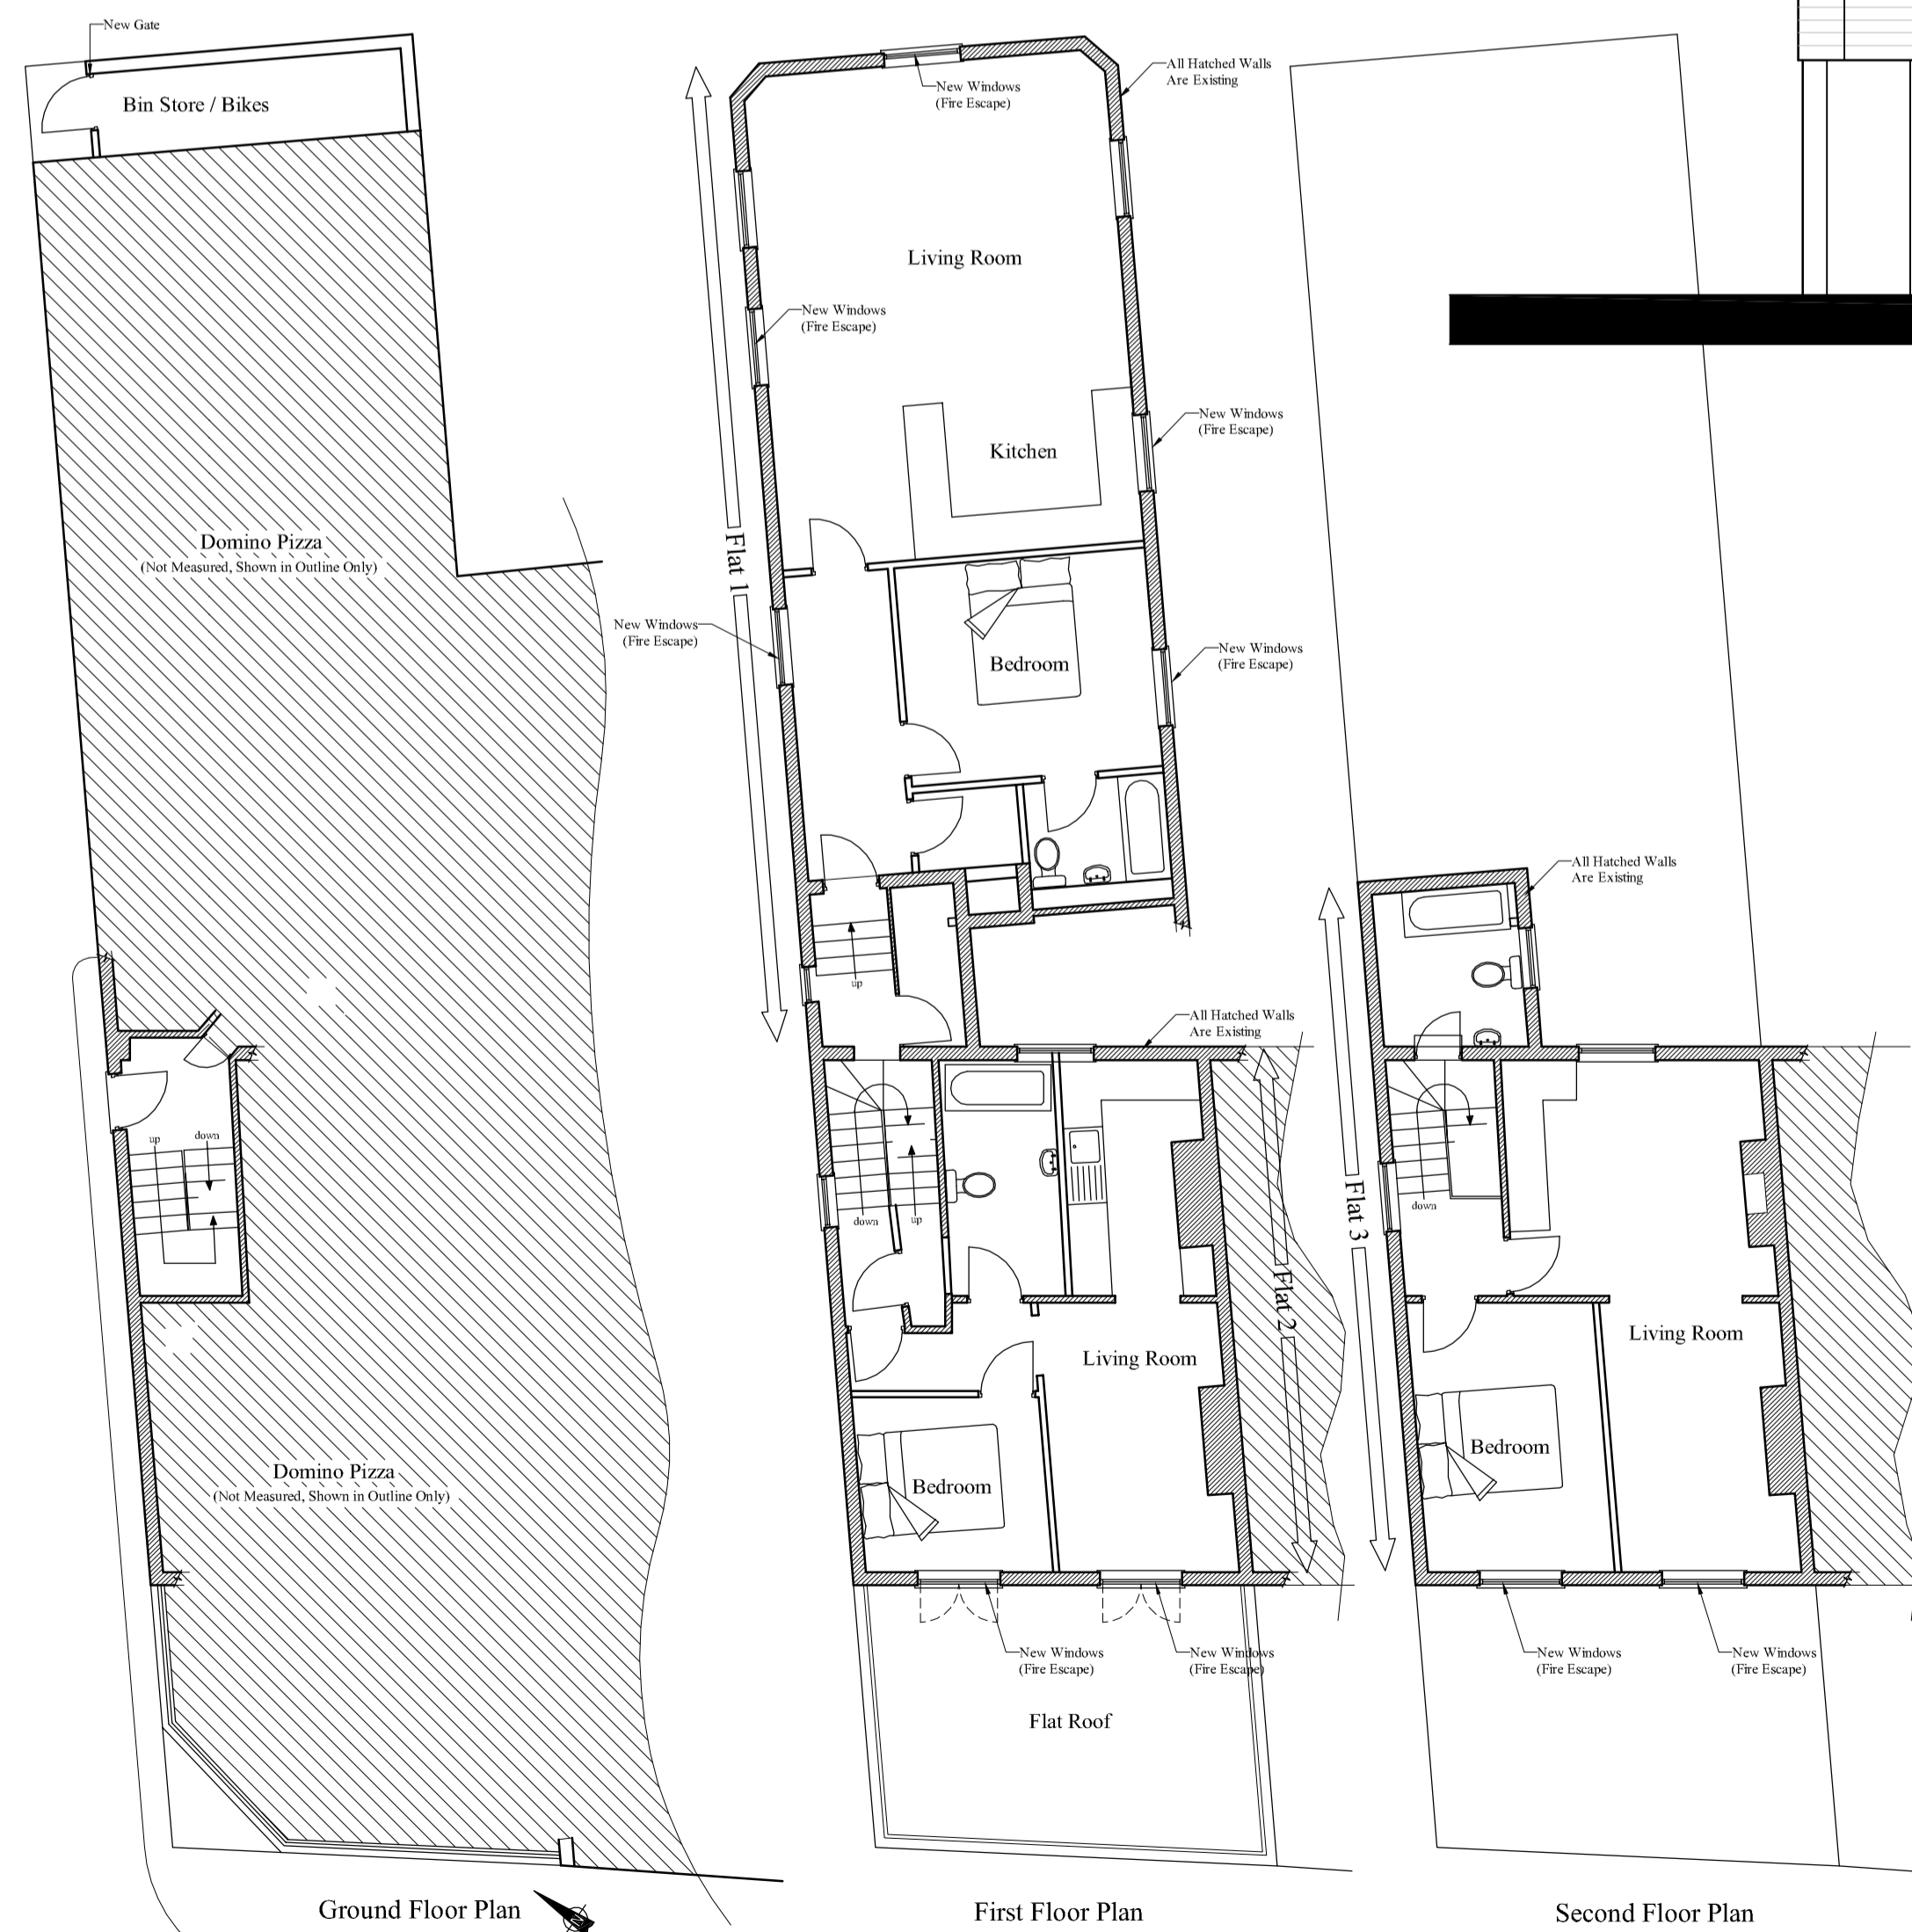 New Gate
Bin Store / Bikes
Domino Pizza
(Not Measured, Shown in Outline Only)
up
down
Domino Pizza
(Not Measured, Shown in Outline Only)
Ground Floor Plan
New Windows
(Fire Escape)
All Hatched Walls
Are Existing
Living Room
New Windows
(Fire Escape)
New Windows
(Fire Escape)
Kitchen
Flat 1
New Windows
(Fire Escape)
Bedroom
New Windows
(Fire Escape)
up
All Hatched Walls
Are Existing
down
up
Flat 2
Living Room
Bedroom
New Windows
(Fire Escape)
New Windows
(Fire Escape)
Flat Roof
First Floor Plan
All Hatched Walls
Are Existing
Flat 3
down
Living Room
Bedroom
New Windows
(Fire Escape)
New Windows
(Fire Escape)
Second Floor Plan